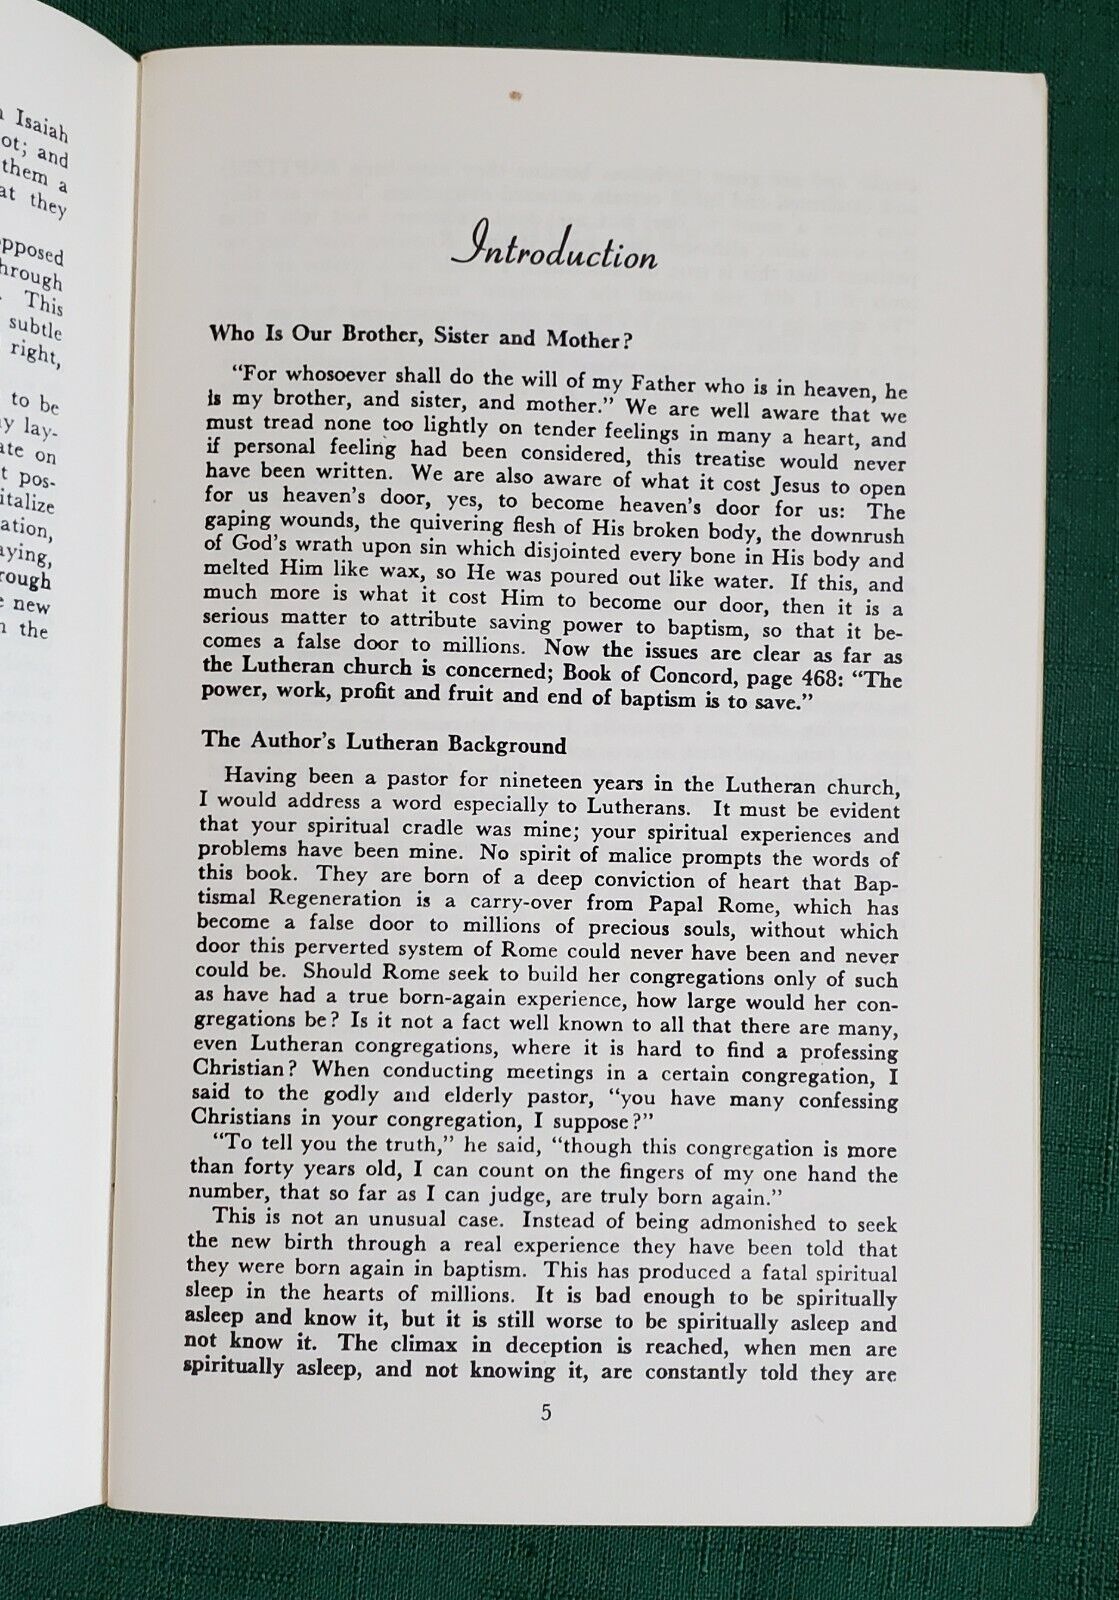 Isaiah
ot; and
them a
at they
opposed
hrough
This
subtle
right,
to be
y lay-
ate on
t pos-
italize
ation,
aying,
rough
e new
n the
Introduction
Who Is Our Brother, Sister and Mother?
“For whosoever shall do the will of my Father who is in heaven, he
is my brother, and sister, and mother.” We are well aware that we
must tread none too lightly on tender feelings in many a heart, and
if personal feeling had been considered, this treatise would never
have been written. We are also aware of what it cost Jesus to open
for us heaven’s door, yes, to become heaven’s door for us: The
gaping wounds, the quivering flesh of His broken body, the downrush
of God’s wrath upon sin which disjointed every bone in His body and
melted Him like wax, so He was poured out like water. If this, and
much more is what it cost Him to become our door, then it is a
serious matter to attribute saving power to baptism, so that it be-
comes a false door to millions. Now the issues are clear as far as
the Lutheran church is concerned; Book of Concord, page 468: “The
power, work, profit and fruit and end of baptism is to save.”
The Author’s Lutheran Background
Having been a pastor for nineteen years in the Lutheran church,
I would address a word especially to Lutherans. It must be evident
that your spiritual cradle was mine; your spiritual experiences and
problems have been mine. No spirit of malice prompts the words of
this book. They are born of a deep conviction of heart that Bap-
tismal Regeneration is a carry-over from Papal Rome, which has
become a false door to millions of precious souls, without which
door this perverted system of Rome could never have been and never
could be. Should Rome seek to build her congregations only of such
as have had a true born-again experience, how large would her con-
gregations be? Is it not a fact well known to all that there are many,
even Lutheran congregations, where it is hard to find a professing
Christian? When conducting meetings in a certain congregation, I
said to the godly and elderly pastor, “you have many confessing
Christians in your congregation, I suppose?”
“To tell you the truth,” he said, “though this congregation is more
than forty years old, I can count on the fingers of my one hand the
number, that so far as I can judge, are truly born again.”
This is not an unusual case. Instead of being admonished to seek
the new birth through a real experience they have been told that
they were born again in baptism. This has produced a fatal spiritual
sleep in the hearts of millions. It is bad enough to be spiritually
asleep and know it, but it is still worse to be spiritually asleep and
not know it. The climax in deception is reached, when men are
spiritually asleep, and not knowing it, are constantly told they are
5